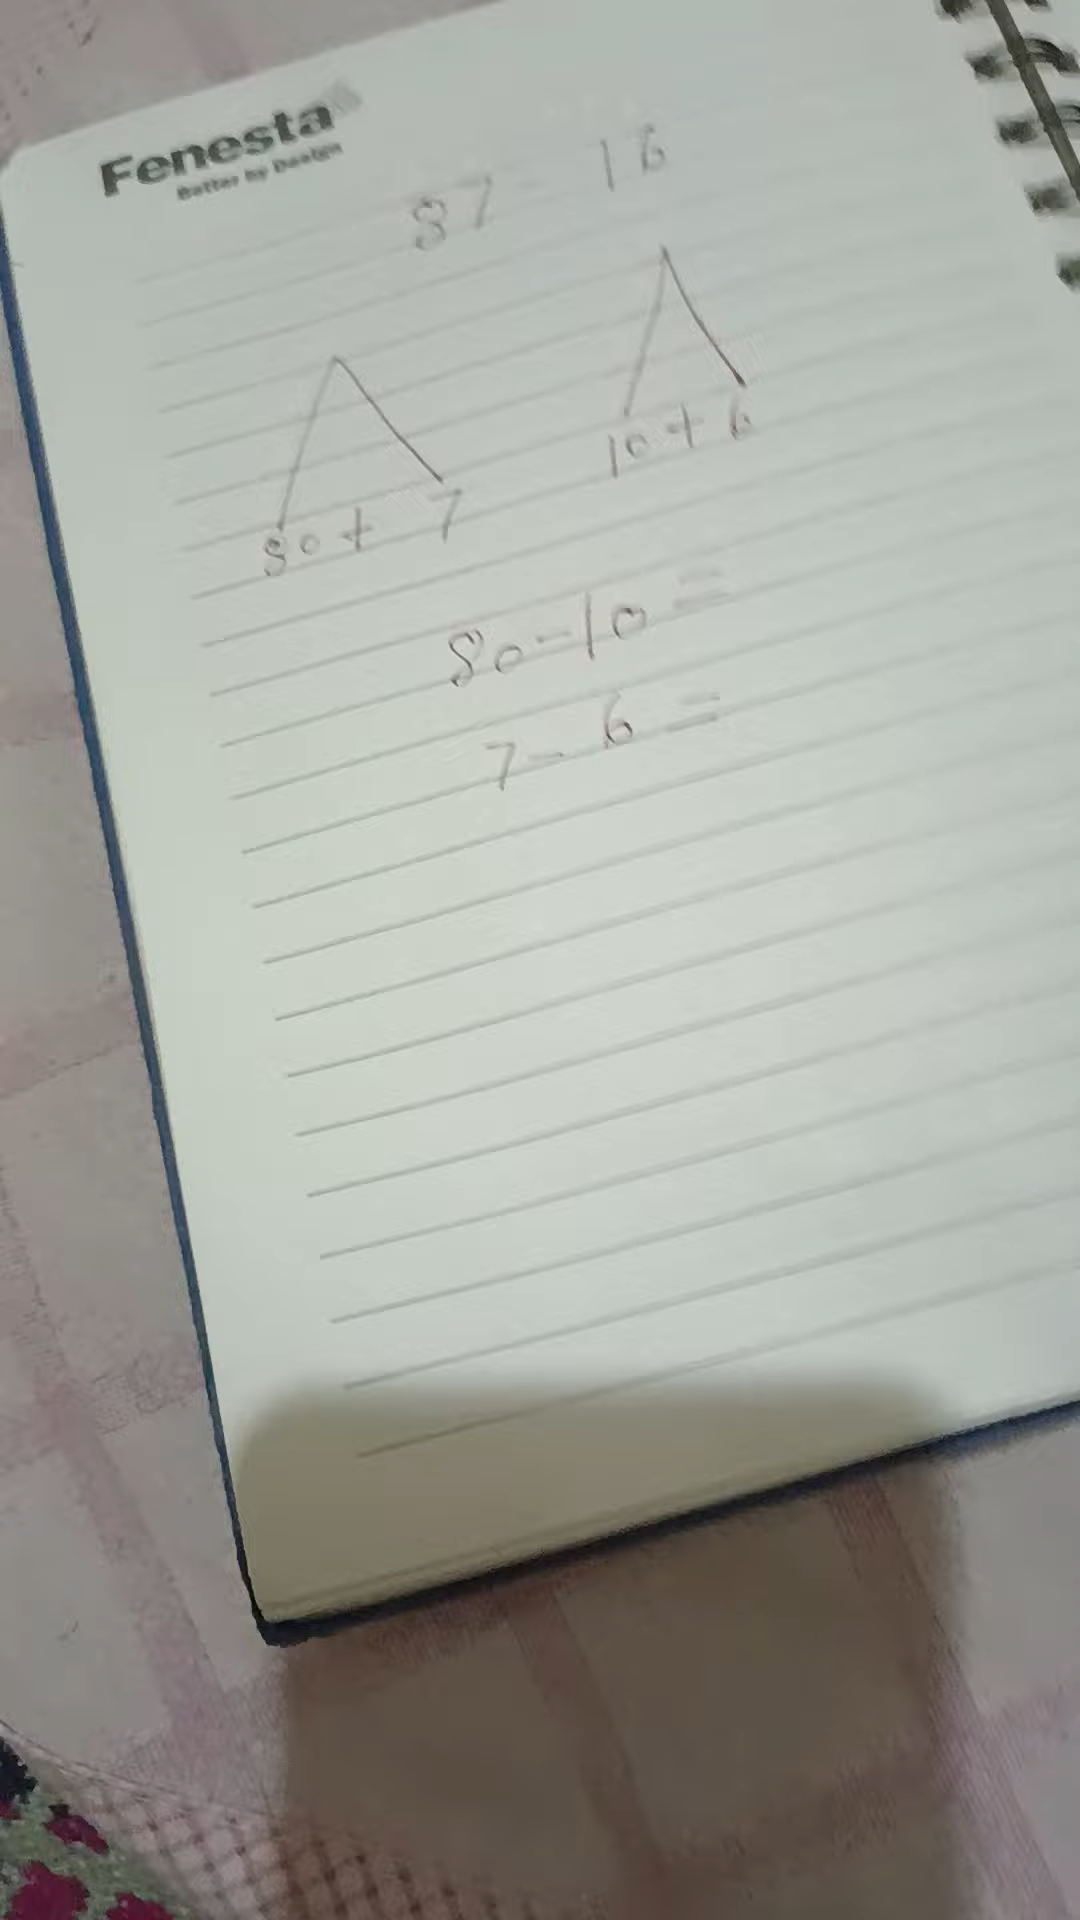 Fenesta
Better by Design
87 - 16
80 + 7
10 + 6
80 - 10 =
7 - 6 =